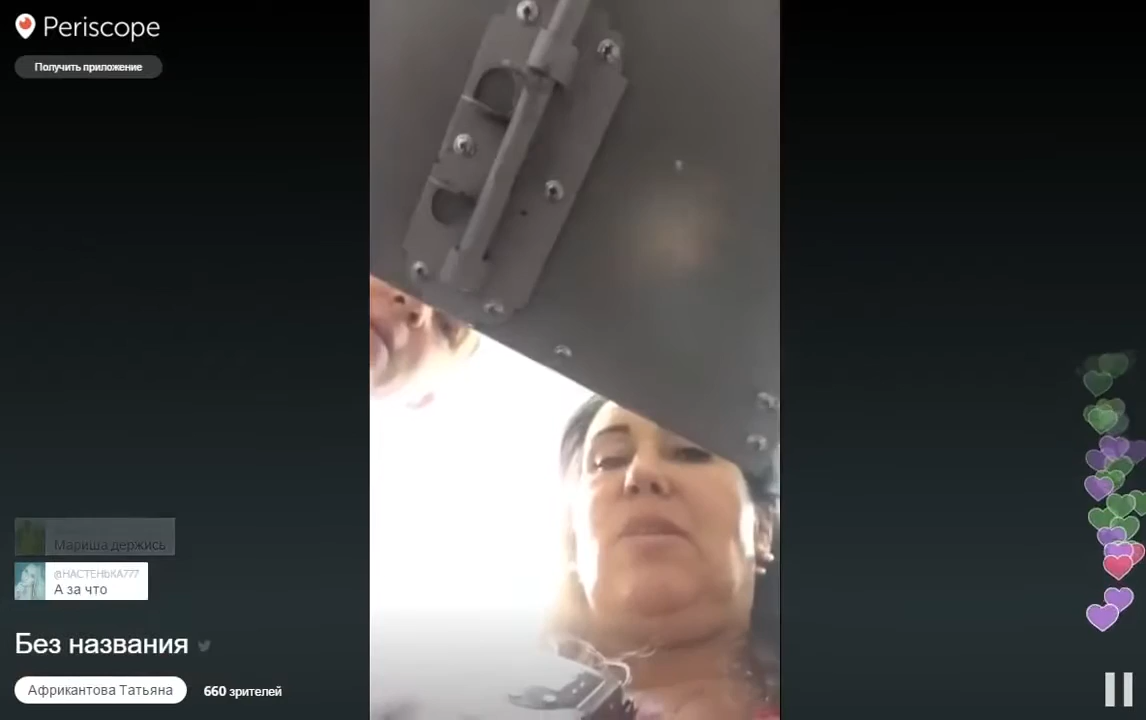 Periscope
Получить приложение
Мариша держись
@НАСТЕНЬКА777
А за что
Без названия
Африкантова Татьяна
660 зрителей